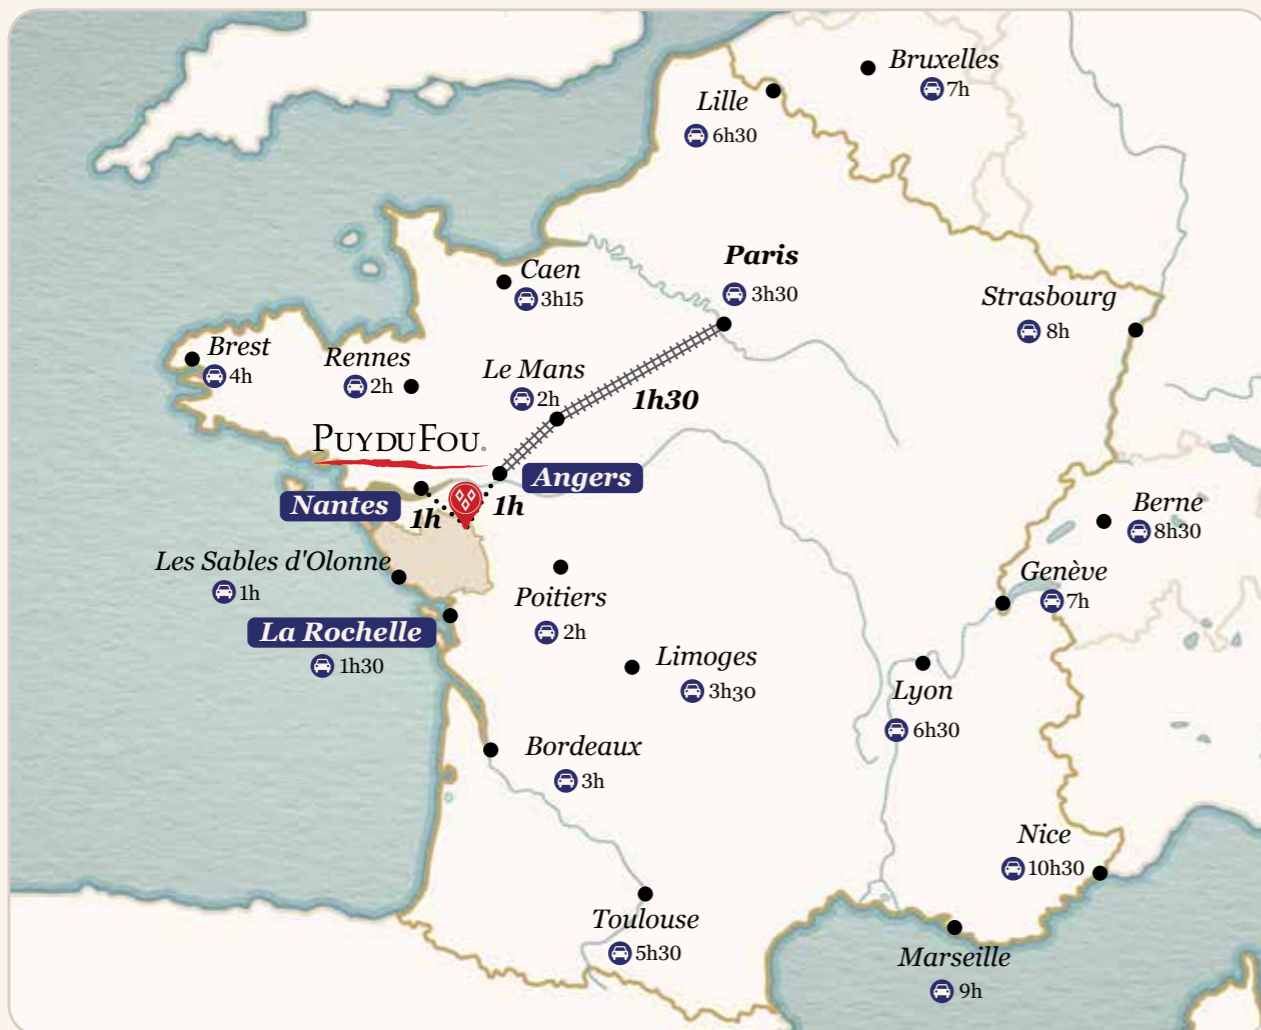 Bruxelles
7h
Lille
6h30
Paris
3h30
Caen
3h15
Strasbourg
8h
Brest
4h
Rennes
2h
Le Mans
2h
1h30
PUY DU FOU
Angers
Nantes
1h
1h
Berne
8h30
Les Sables d'Olonne
1h
Genève
7h
Poitiers
2h
La Rochelle
1h30
Limoges
3h30
Lyon
6h30
Bordeaux
3h
Nice
10h30
Toulouse
5h30
Marseille
9h